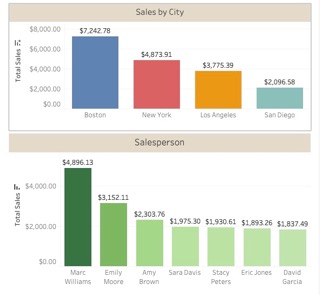 Sales by City
Total Sales
$8,000.00
$6,000.00
$4,000.00
$2,000.00
$0.00
$7,242.78
$4,873.91
$3,775.39
$2,096.58
Boston
New York
Los Angeles
San Diego
Salesperson
Total Sales
$4,000.00
$2,000.00
$0.00
$4,896.13
$3,152.11
$2,303.76
$1,975.30
$1,930.61
$1,893.26
$1,837.49
Marc
Williams
Emily
Moore
Amy
Brown
Sara Davis
Stacy
Peters
Eric Jones
David
Garcia